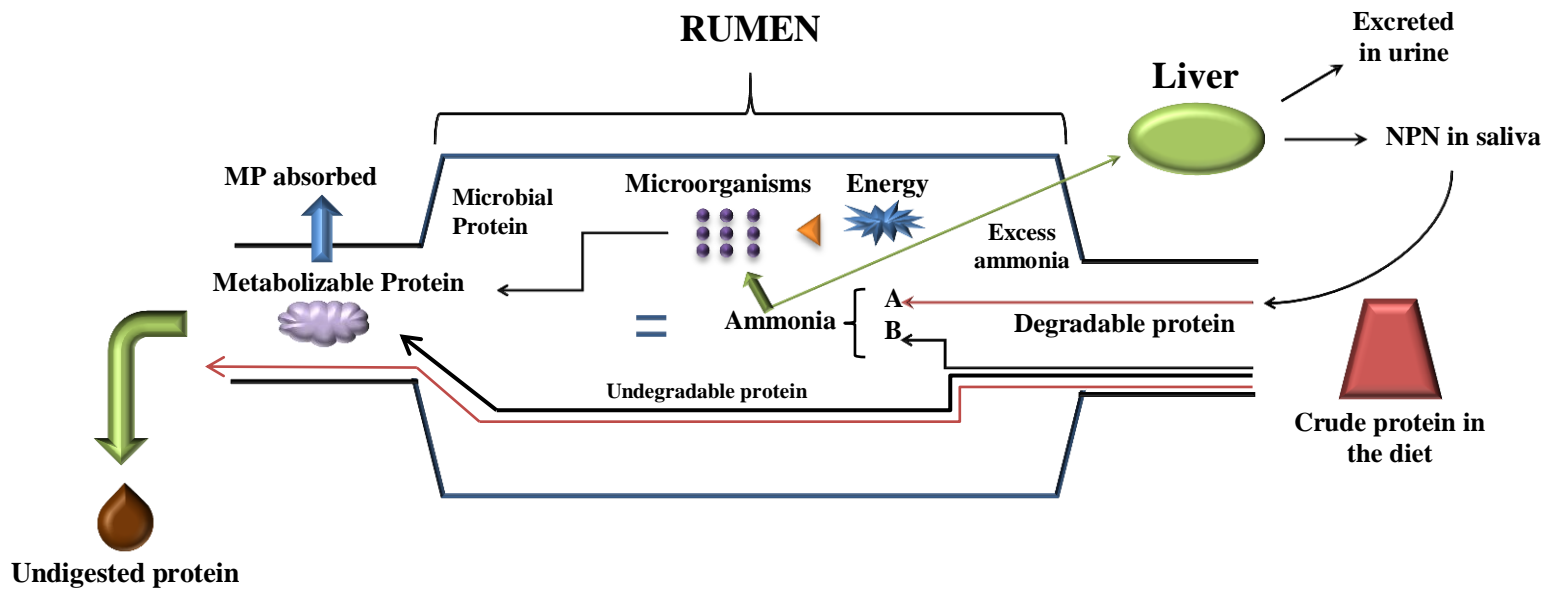 RUMEN
Excreted
in urine
Liver
NPN in saliva
MP absorbed
Microbial
Protein
Microorganisms
Energy
Excess
ammonia
Metabolizable Protein
=
Ammonia
A
B
Degradable protein
Undegradable protein
Crude protein in
the diet
Undigested protein